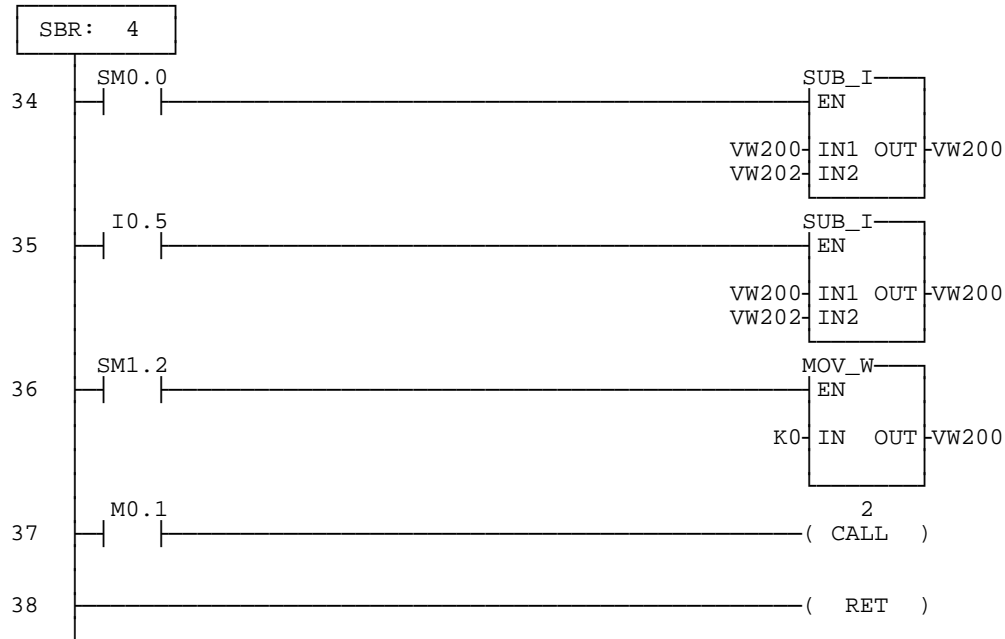 SBR: 4
SM0.0 SUB_I
34 EN
VW200 IN1 OUT VW200
VW202 IN2
I0.5 SUB_I
35 EN
VW200 IN1 OUT VW200
VW202 IN2
SM1.2 MOV_W
36 EN
K0 IN OUT VW200
M0.1 2
37 ( CALL )
38 ( RET )